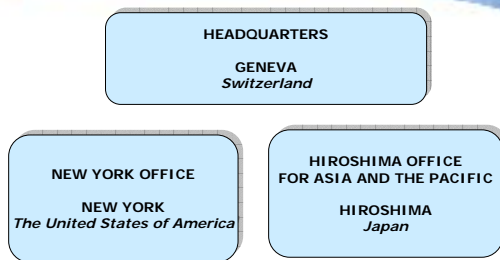 HEADQUARTERS
GENEVA
Switzerland
NEW YORK OFFICE
NEW YORK
The United States of America
HIROSHIMA OFFICE
FOR ASIA AND THE PACIFIC
HIROSHIMA
Japan